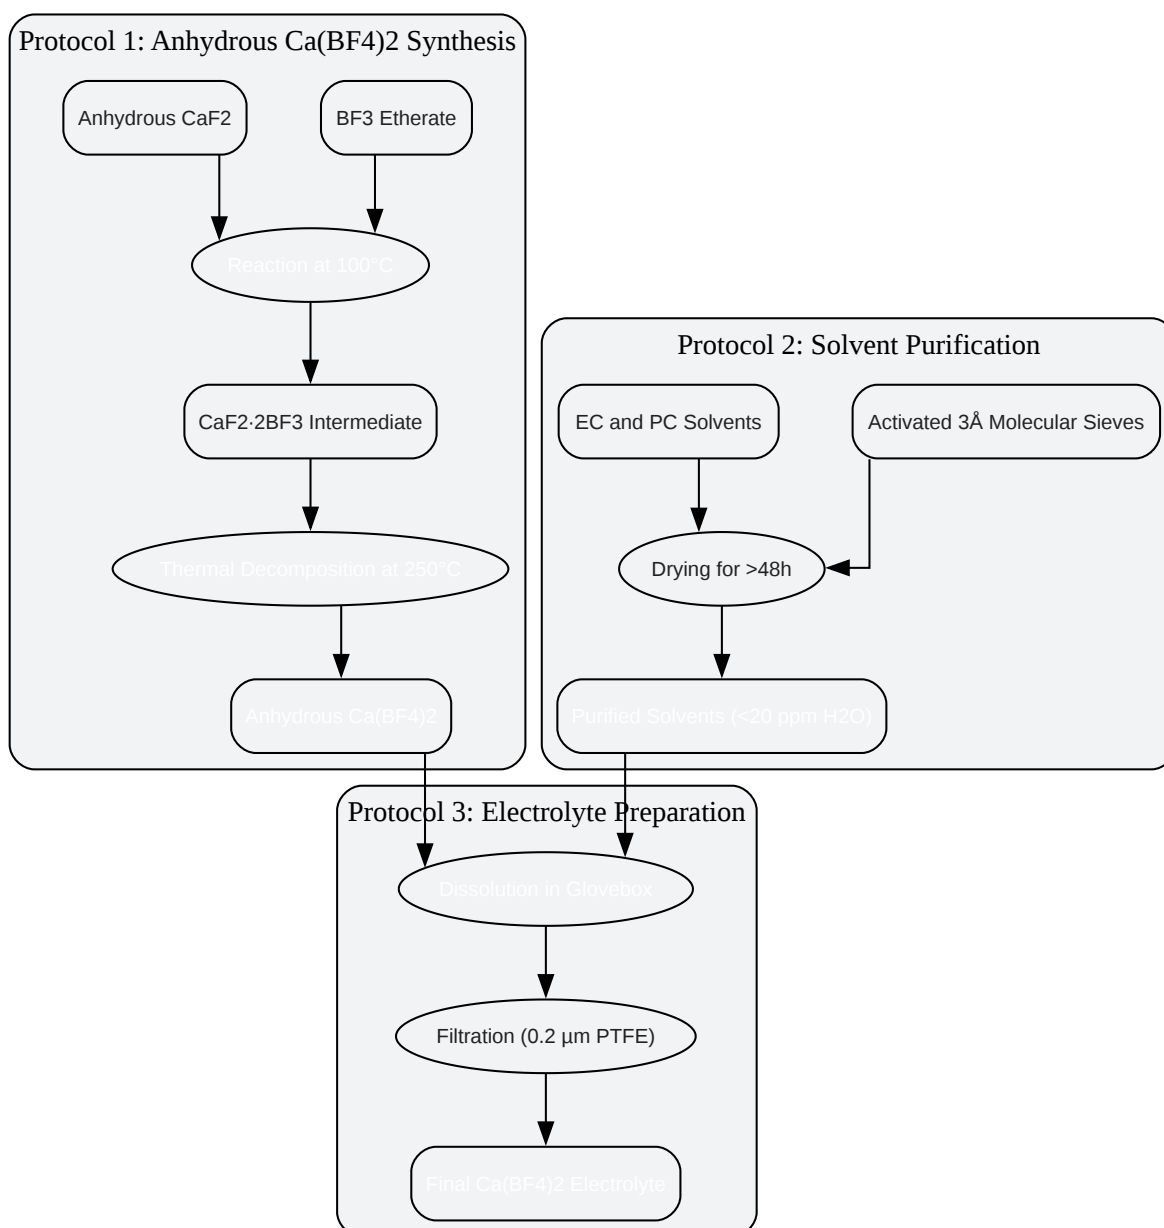 Protocol 1: Anhydrous Ca(BF4)2 Synthesis
Anhydrous CaF2
BF3 Etherate
Reaction at 100°C
CaF2·2BF3 Intermediate
Thermal Decomposition at 250°C
Anhydrous Ca(BF4)2
Protocol 2: Solvent Purification
EC and PC Solvents
Activated 3Å Molecular Sieves
Drying for >48h
Purified Solvents (<20 ppm H2O)
Protocol 3: Electrolyte Preparation
Dissolution in Glovebox
Filtration (0.2 µm PTFE)
Final Ca(BF4)2 Electrolyte